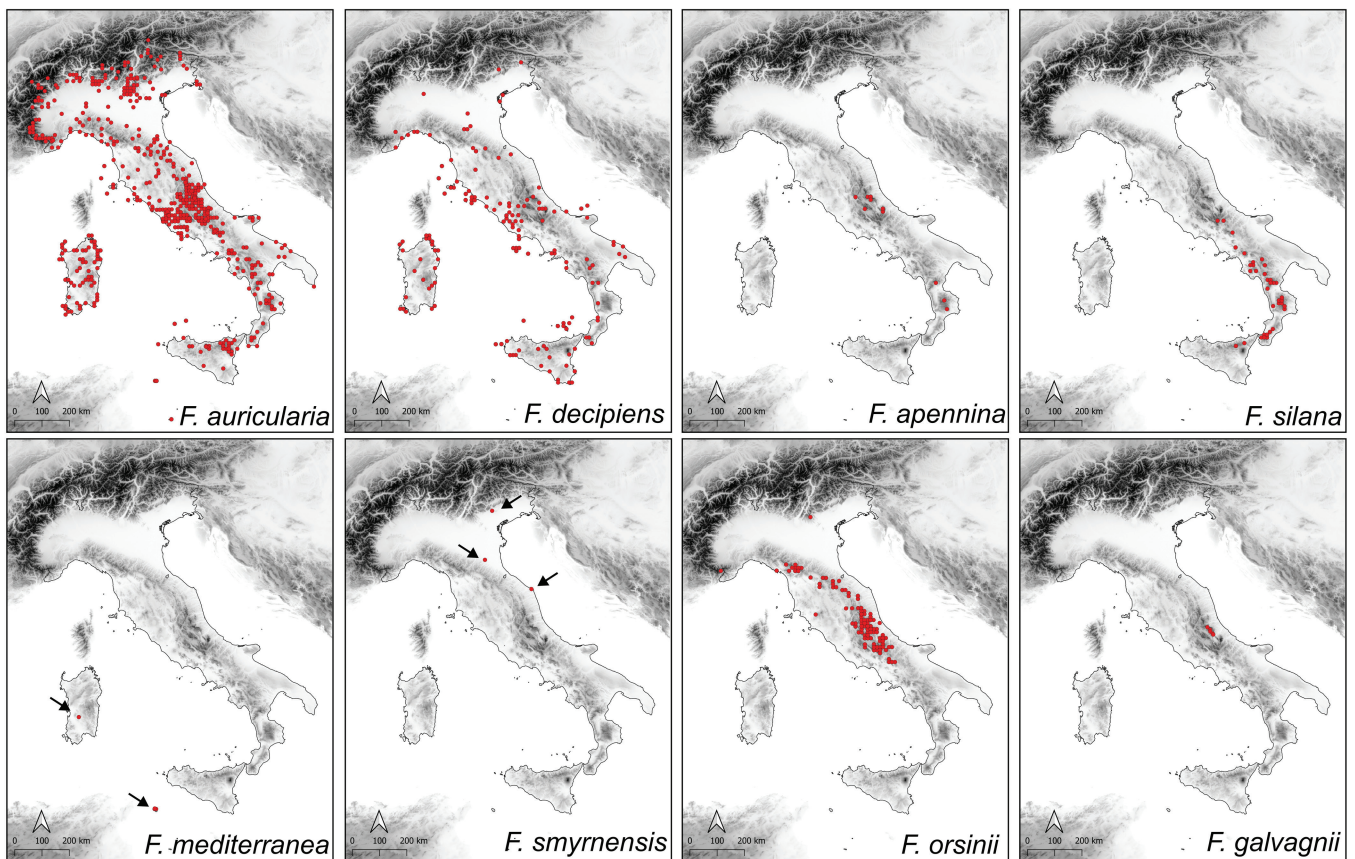 0 100 200 km
F. auricularia
0 100 200 km
F. decipiens
0 100 200 km
F. apennina
0 100 200 km
F. silana
0 100 200 km
F. mediterranea
0 100 200 km
F. smyrnensis
0 100 200 km
F. orsinii
0 100 200 km
F. galvagnii